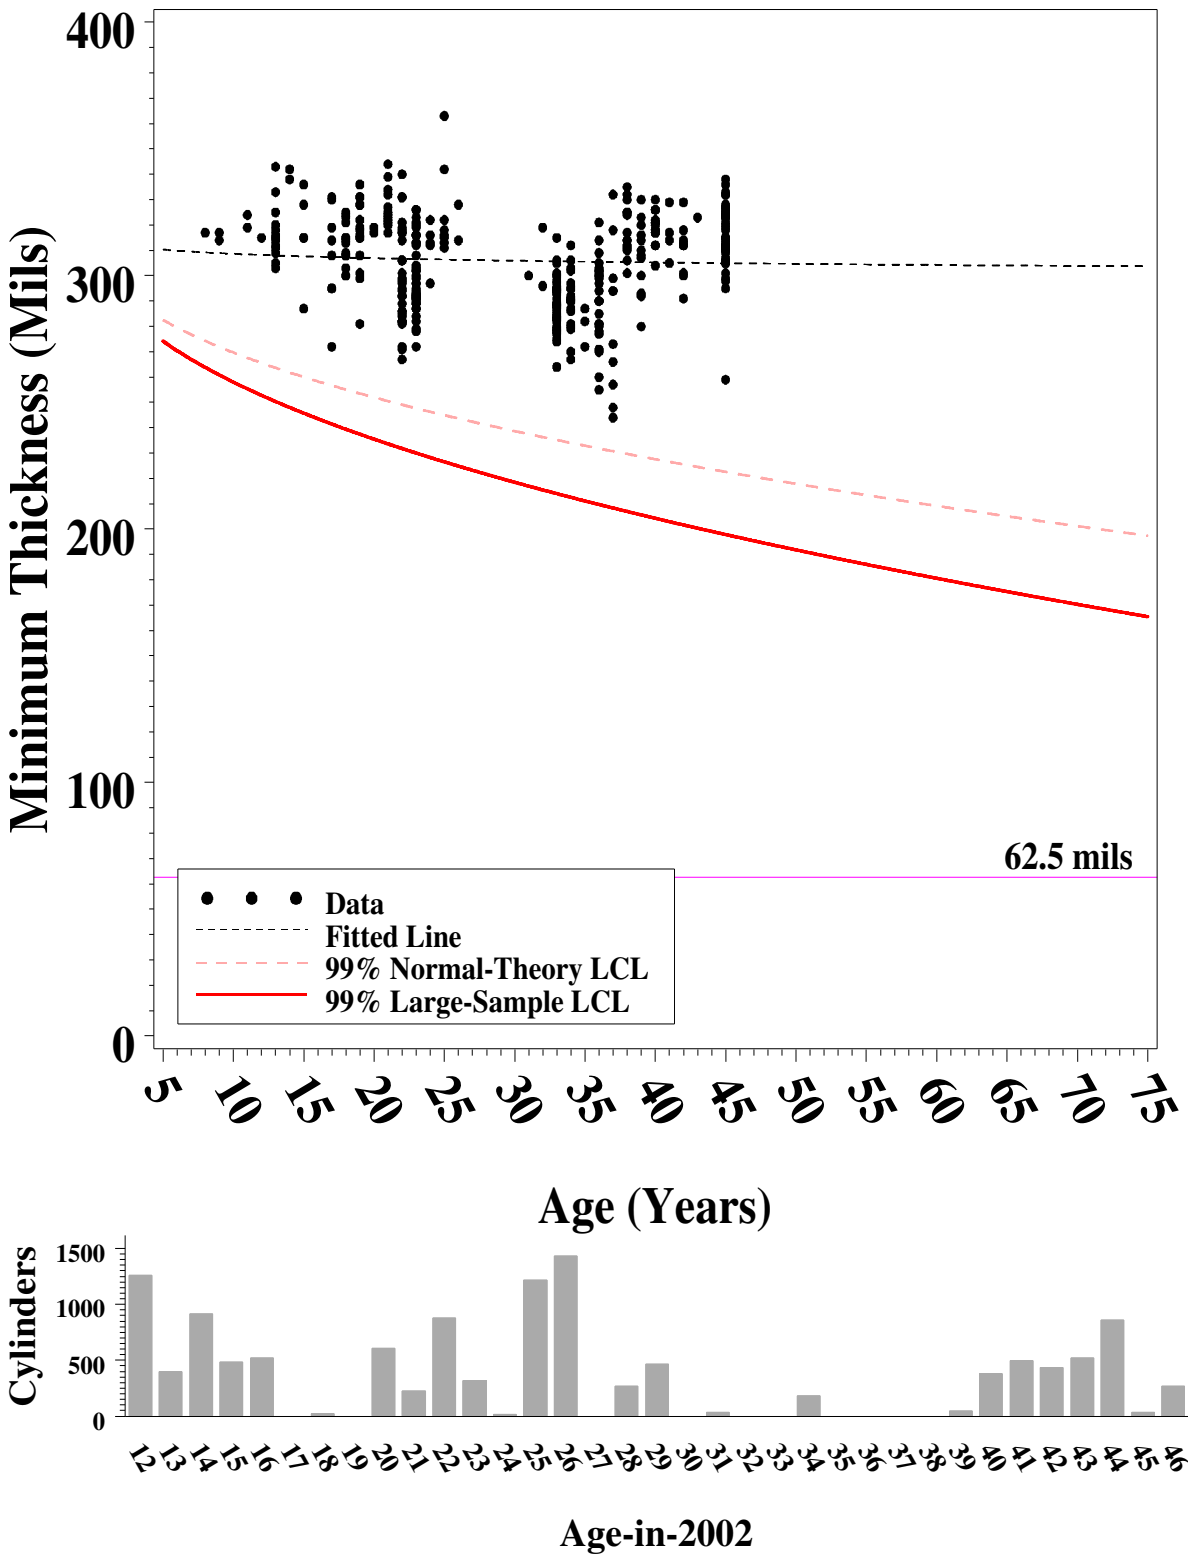 400
300
200
100
0
Minimum Thickness (Mils)
62.5 mils
Data
Fitted Line
99% Normal-Theory LCL
99% Large-Sample LCL
5 10 15 20 25 30 35 40 45 50 55 60 65 70 75
Age (Years)
1500
1000
500
0
Cylinders
12 13 14 15 16 17 18 19 20 21 22 23 24 25 26 27 28 29 30 31 32 33 34 35 36 37 38 39 40 41 42 43 44 45 46
Age-in-2002